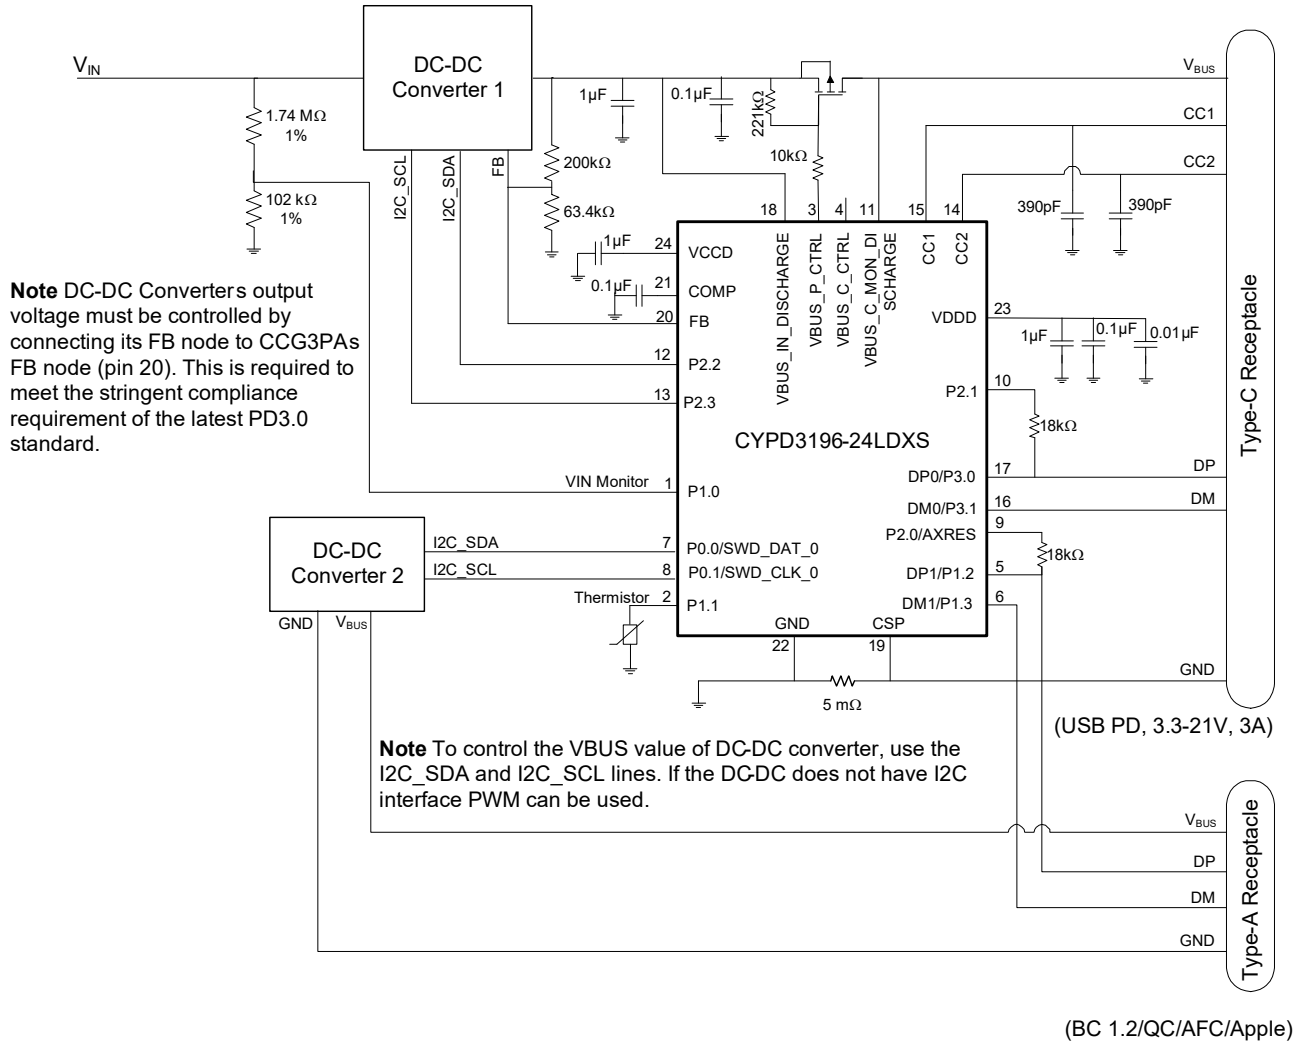 DC-DC
Converter 1
VIN
VBUS
1µF
0.1µF
221kΩ
1.74 MΩ
1%
CC1
10kΩ
CC2
I2C_SCL
I2C_SDA
FB
200kΩ
102 kΩ
1%
63.4kΩ
390pF
390pF
18
3
4
11
15
14
VBUS_IN_DISCHARGE
VBUS_P_CTRL
VBUS_C_CTRL
VBUS_C_MON_DI
SCHARGE
CC1
CC2
1µF
24
VCCD
0.1µF
21
COMP
20
FB
12
P2.2
13
P2.3
Note DC-DC Converters output
voltage must be controlled by
connecting its FB node to CCG3PAs
FB node (pin 20). This is required to
meet the stringent compliance
requirement of the latest PD3.0
standard.
VDDD
23
1µF
0.1µF
0.01µF
P2.1
10
18kΩ
CYPD3196-24LDXS
Type-C Receptacle
DP0/P3.0
17
DP
DM0/P3.1
16
DM
VIN Monitor
1
P1.0
P2.0/AXRES
9
18kΩ
DC-DC
Converter 2
I2C_SDA
7
P0.0/SWD_DAT_0
I2C_SCL
8
P0.1/SWD_CLK_0
DP1/P1.2
5
DM1/P1.3
6
Thermistor
2
P1.1
GND
VBUS
GND
CSP
22
19
GND
5 mΩ
(USB PD, 3.3-21V, 3A)
Note To control the VBUS value of DC-DC converter, use the
I2C_SDA and I2C_SCL lines. If the DC-DC does not have I2C
interface PWM can be used.
VBUS
DP
DM
GND
Type-A Receptacle
(BC 1.2/QC/AFC/Apple)